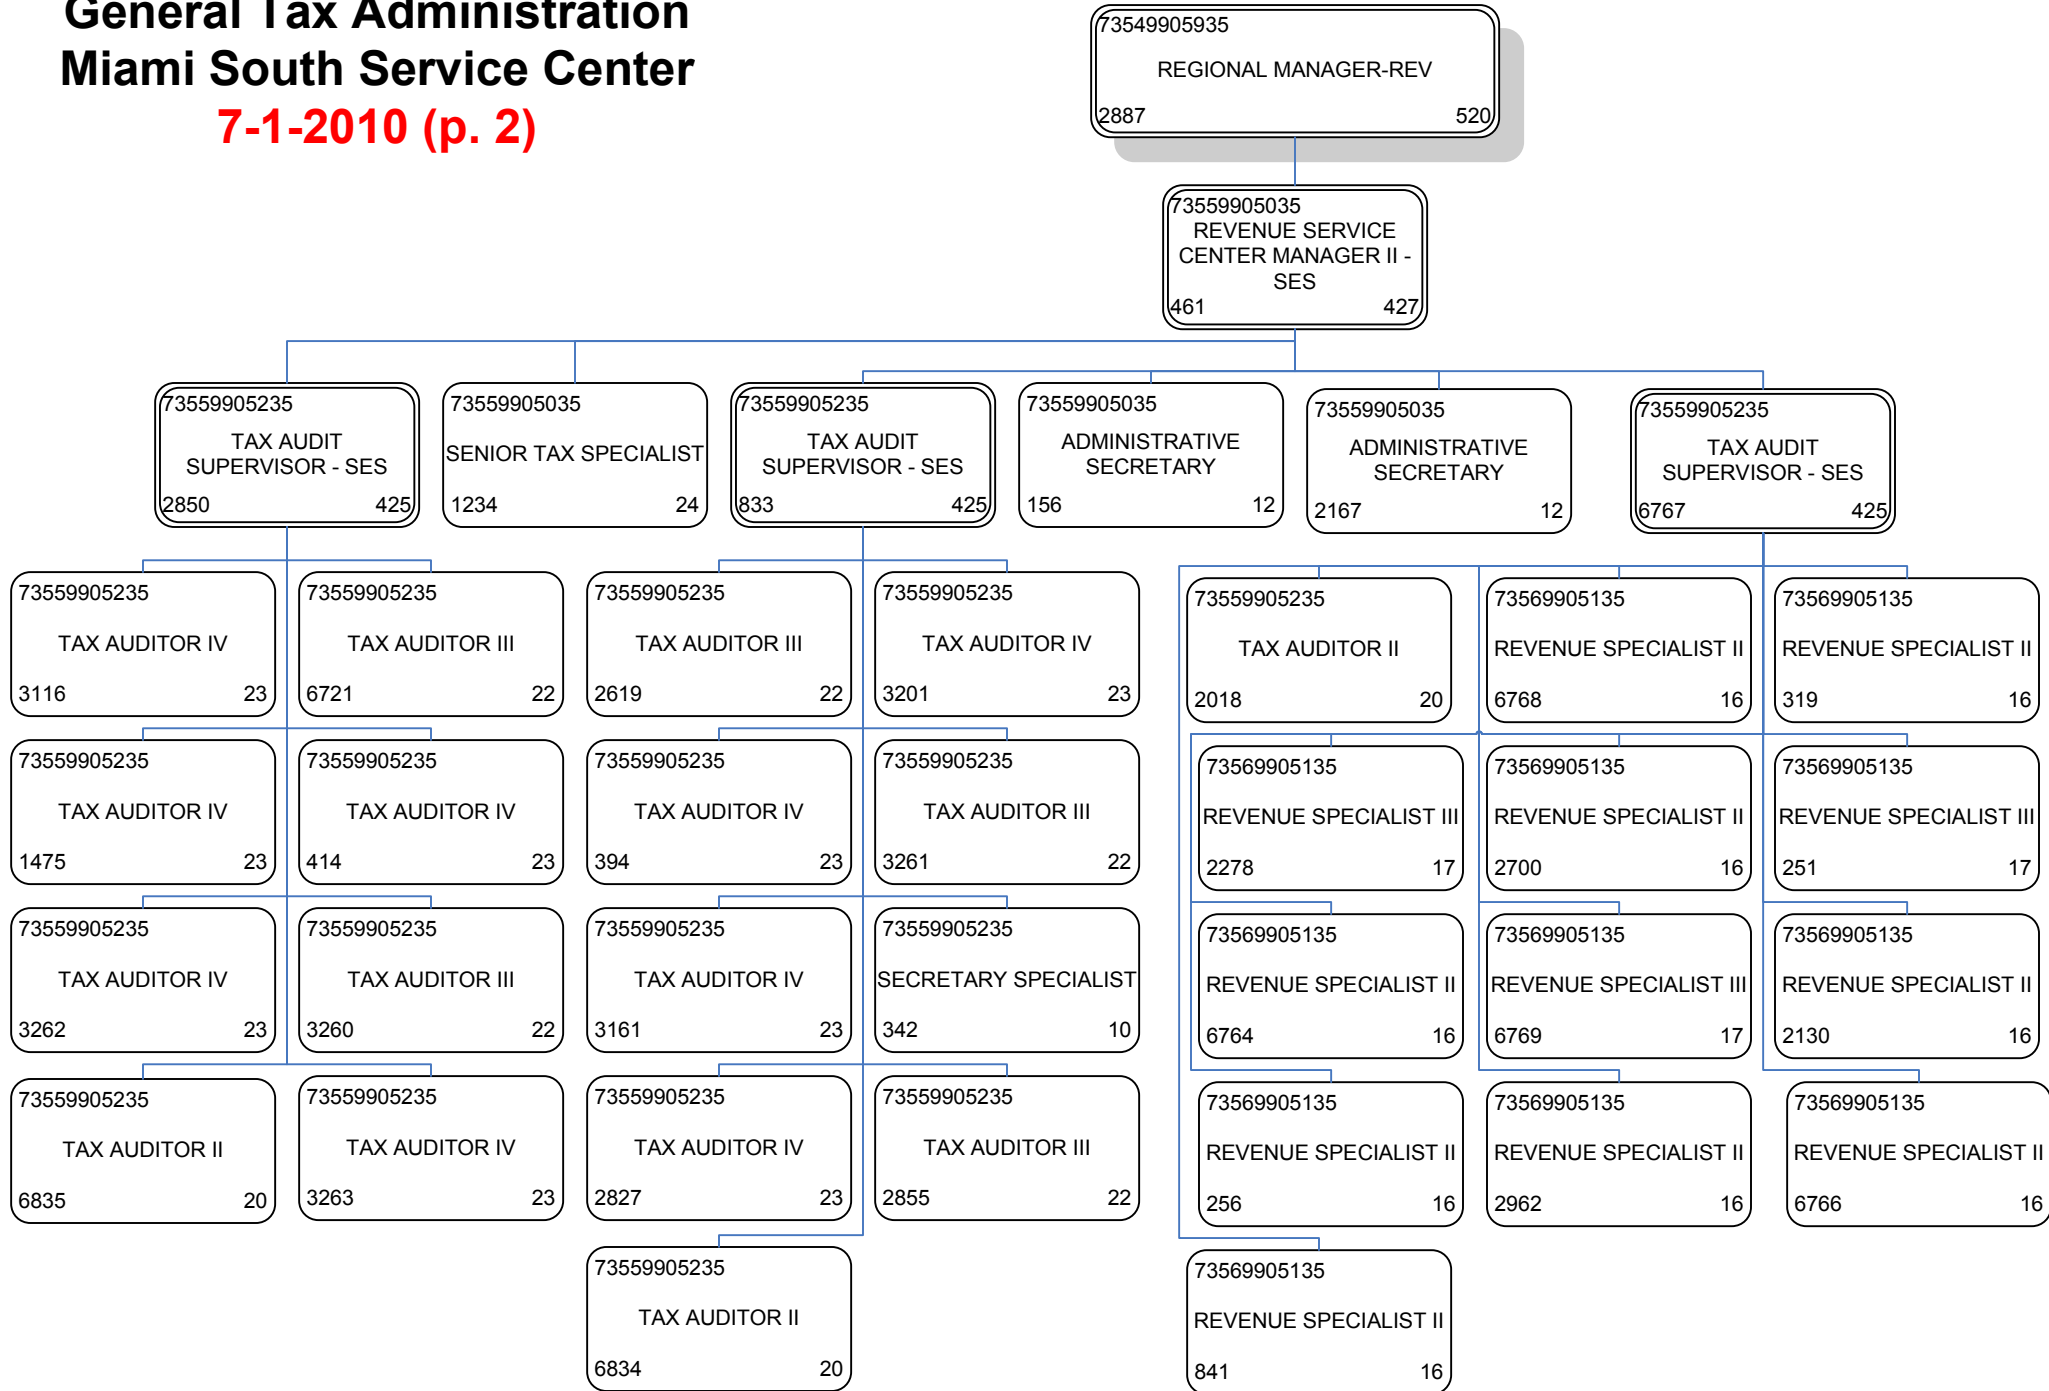 General Tax Administration
Miami South Service Center
7-1-2010 (p. 2)
73549905935
REGIONAL MANAGER-REV
2887 520
73559905035
REVENUE SERVICE
CENTER MANAGER II -
SES
461 427
73559905235
TAX AUDIT
SUPERVISOR - SES
2850 425
73559905035
SENIOR TAX SPECIALIST
1234 24
73559905235
TAX AUDIT
SUPERVISOR - SES
833 425
73559905035
ADMINISTRATIVE
SECRETARY
156 12
73559905035
ADMINISTRATIVE
SECRETARY
2167 12
73559905235
TAX AUDIT
SUPERVISOR - SES
6767 425
73559905235
TAX AUDITOR IV
3116 23
73559905235
TAX AUDITOR III
6721 22
73559905235
TAX AUDITOR III
2619 22
73559905235
TAX AUDITOR IV
3201 23
73559905235
TAX AUDITOR II
2018 20
73569905135
REVENUE SPECIALIST II
6768 16
73569905135
REVENUE SPECIALIST II
319 16
73559905235
TAX AUDITOR IV
1475 23
73559905235
TAX AUDITOR IV
414 23
73559905235
TAX AUDITOR IV
394 23
73559905235
TAX AUDITOR III
3261 22
73569905135
REVENUE SPECIALIST III
2278 17
73569905135
REVENUE SPECIALIST II
2700 16
73569905135
REVENUE SPECIALIST III
251 17
73559905235
TAX AUDITOR IV
3262 23
73559905235
TAX AUDITOR III
3260 22
73559905235
TAX AUDITOR IV
3161 23
73559905235
SECRETARY SPECIALIST
342 10
73569905135
REVENUE SPECIALIST II
6764 16
73569905135
REVENUE SPECIALIST III
6769 17
73569905135
REVENUE SPECIALIST II
2130 16
73559905235
TAX AUDITOR II
6835 20
73559905235
TAX AUDITOR IV
3263 23
73559905235
TAX AUDITOR IV
2827 23
73559905235
TAX AUDITOR III
2855 22
73569905135
REVENUE SPECIALIST II
256 16
73569905135
REVENUE SPECIALIST II
2962 16
73569905135
REVENUE SPECIALIST II
6766 16
73559905235
TAX AUDITOR II
6834 20
73569905135
REVENUE SPECIALIST II
841 16